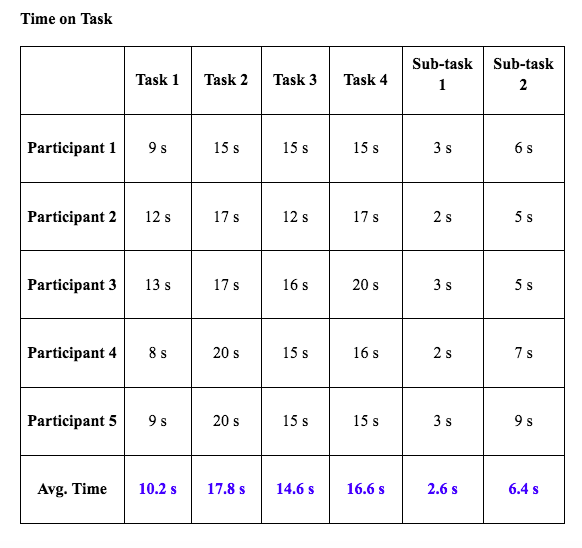 Time on Task
Task 1 Task 2 Task 3 Task 4 Sub-task 1 Sub-task 2
Participant 1 9 s 15 s 15 s 15 s 3 s 6 s
Participant 2 12 s 17 s 12 s 17 s 2 s 5 s
Participant 3 13 s 17 s 16 s 20 s 3 s 5 s
Participant 4 8 s 20 s 15 s 16 s 2 s 7 s
Participant 5 9 s 20 s 15 s 15 s 3 s 9 s
Avg. Time 10.2 s 17.8 s 14.6 s 16.6 s 2.6 s 6.4 s